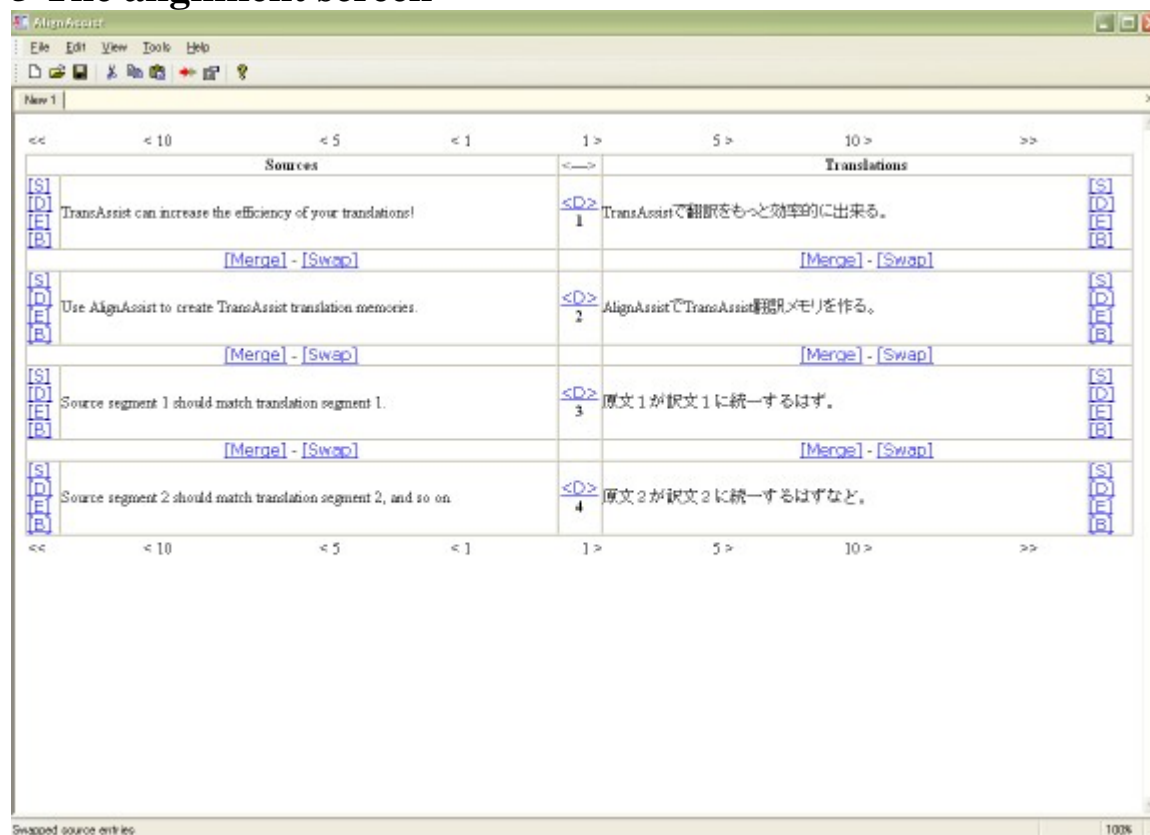 The alignment screen
AlignAssist
File Edit View Tools Help
New 1
<< < 10 < 5 < 1 1 > 5 > 10 > >>
Sources <---> Translations
[S]
[D]
[E]
[B]
TransAssist can increase the efficiency of your translations!
<D>
1
TransAssistで翻訳をもっと効率的に出来る。
[S]
[D]
[E]
[B]
[Merge] - [Swap] [Merge] - [Swap]
[S]
[D]
[E]
[B]
Use AlignAssist to create TransAssist translation memories.
<D>
2
AlignAssistでTransAssist翻訳メモリを作る。
[S]
[D]
[E]
[B]
[Merge] - [Swap] [Merge] - [Swap]
[S]
[D]
[E]
[B]
Source segment 1 should match translation segment 1.
<D>
3
原文1が訳文1に統一するはず。
[S]
[D]
[E]
[B]
[Merge] - [Swap] [Merge] - [Swap]
[S]
[D]
[E]
[B]
Source segment 2 should match translation segment 2, and so on.
<D>
4
原文2が訳文2に統一するはずなど。
[S]
[D]
[E]
[B]
<< < 10 < 5 < 1 1 > 5 > 10 > >>
Swapped source entries 100%